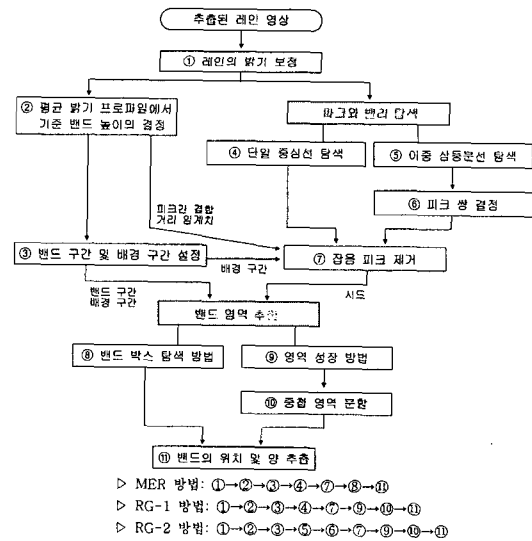 추출된 레인 영상
① 레인의 밝기 보정
② 평균 밝기 프로파일에서
기준 밴드 높이의 결정
피크와 밸리 탐색
④ 단일 중심선 탐색
⑤ 이중 삼등분선 탐색
⑥ 피크 쌍 결정
피크간 결합
거리 임계치
③ 밴드 구간 및 배경 구간 설정
배경 구간
⑦ 잡음 피크 제거
밴드 구간
배경 구간
시드
밴드 영역 추출
⑧ 밴드 박스 탐색 방법
⑨ 영역 성장 방법
⑩ 중첩 영역 분할
⑪ 밴드의 위치 및 양 추출
▷ MER 방법: ①→②→③→④→⑦→⑧→⑪
▷ RG-1 방법: ①→②→③→④→⑦→⑨→⑩→⑪
▷ RG-2 방법: ①→②→③→⑤→⑥→⑦→⑨→⑩→⑪